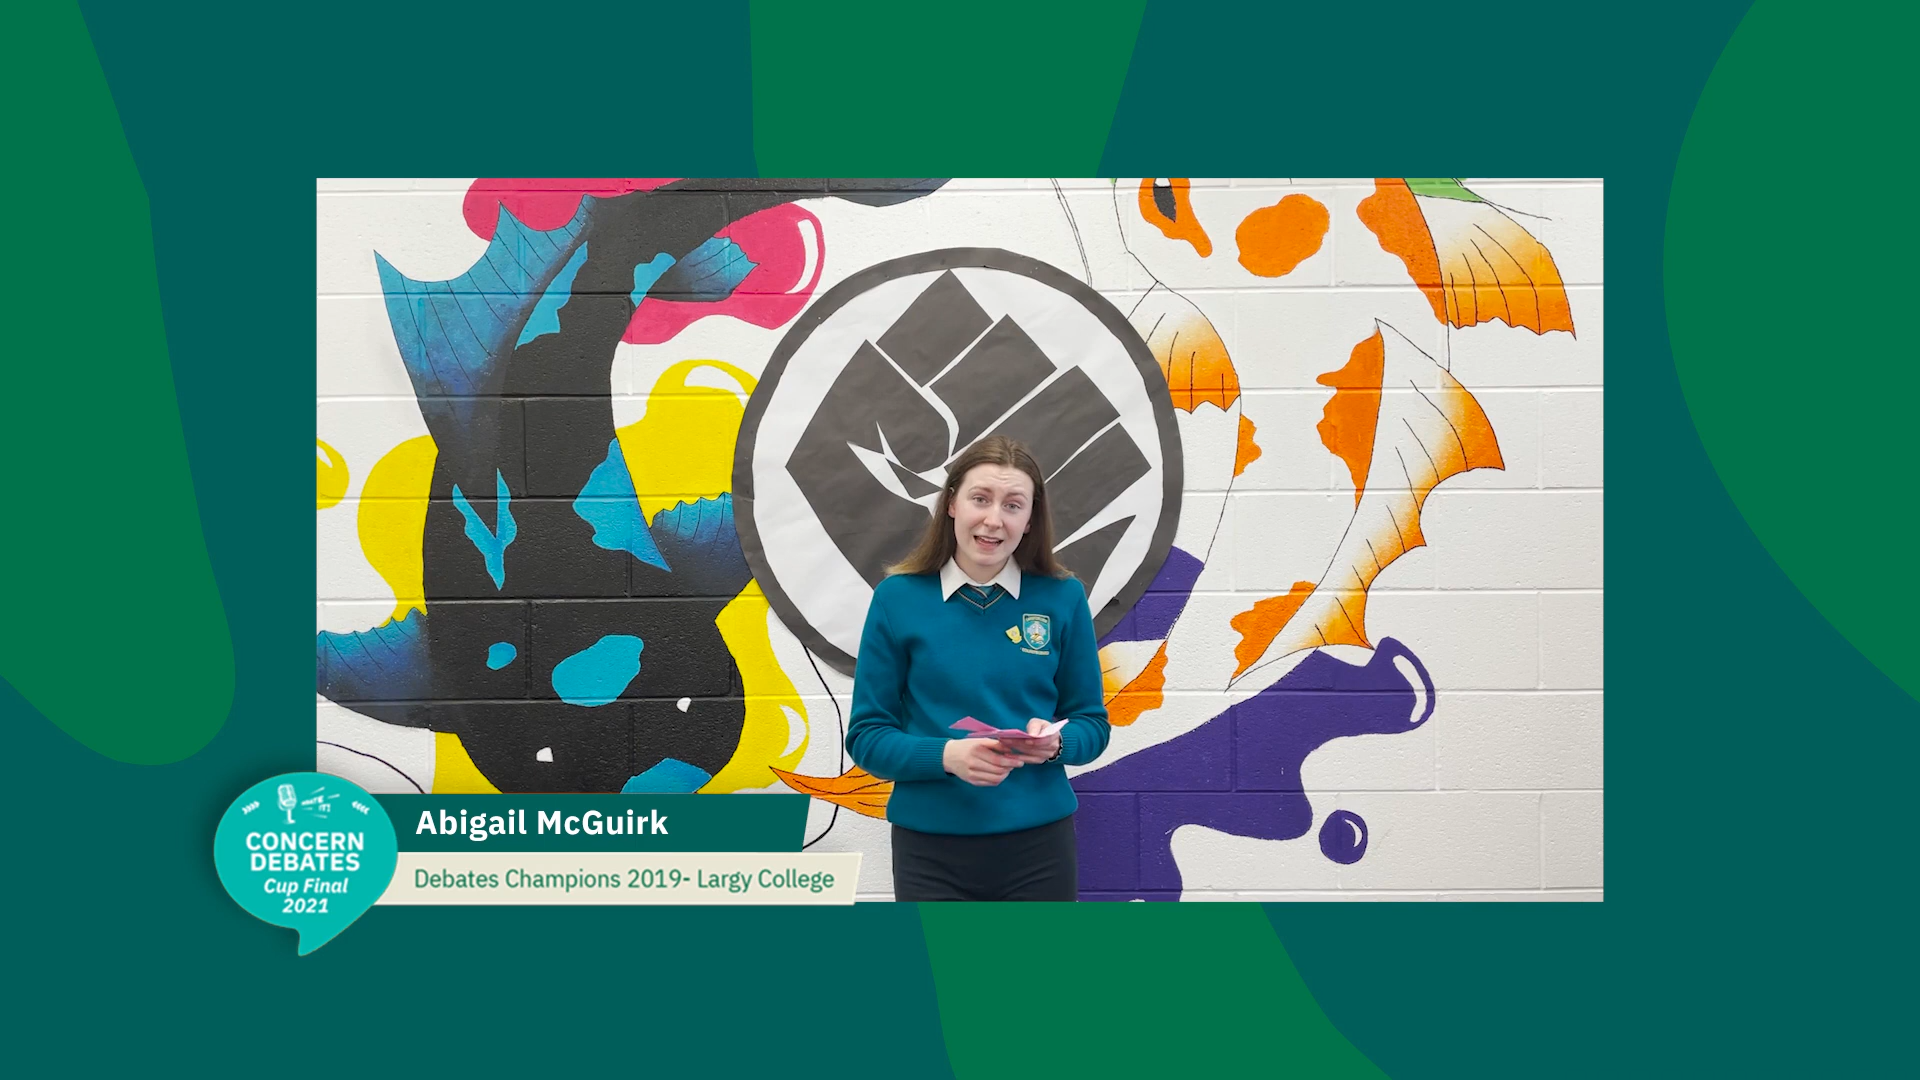 Abigail McGuirk
Debates Champions 2019- Largy College
CONCERN
DEBATES
Cup Final
2021